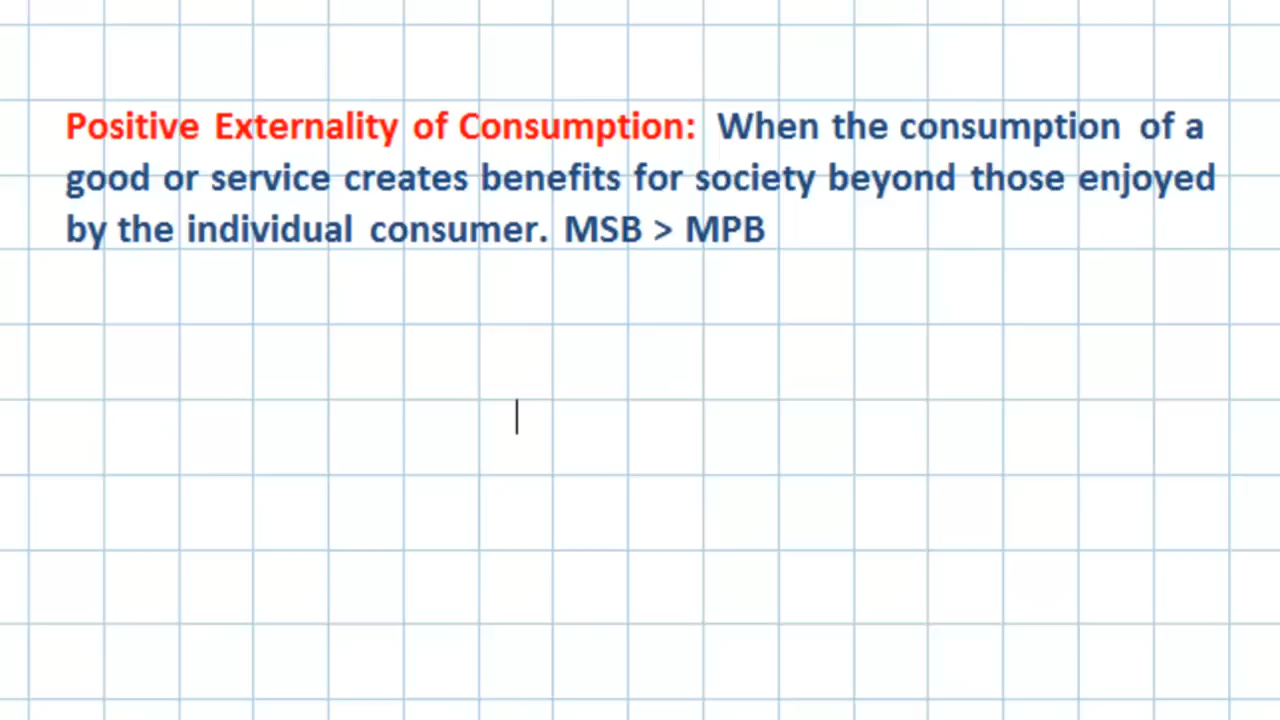 Positive Externality of Consumption: When the consumption of a
good or service creates benefits for society beyond those enjoyed
by the individual consumer. MSB > MPB